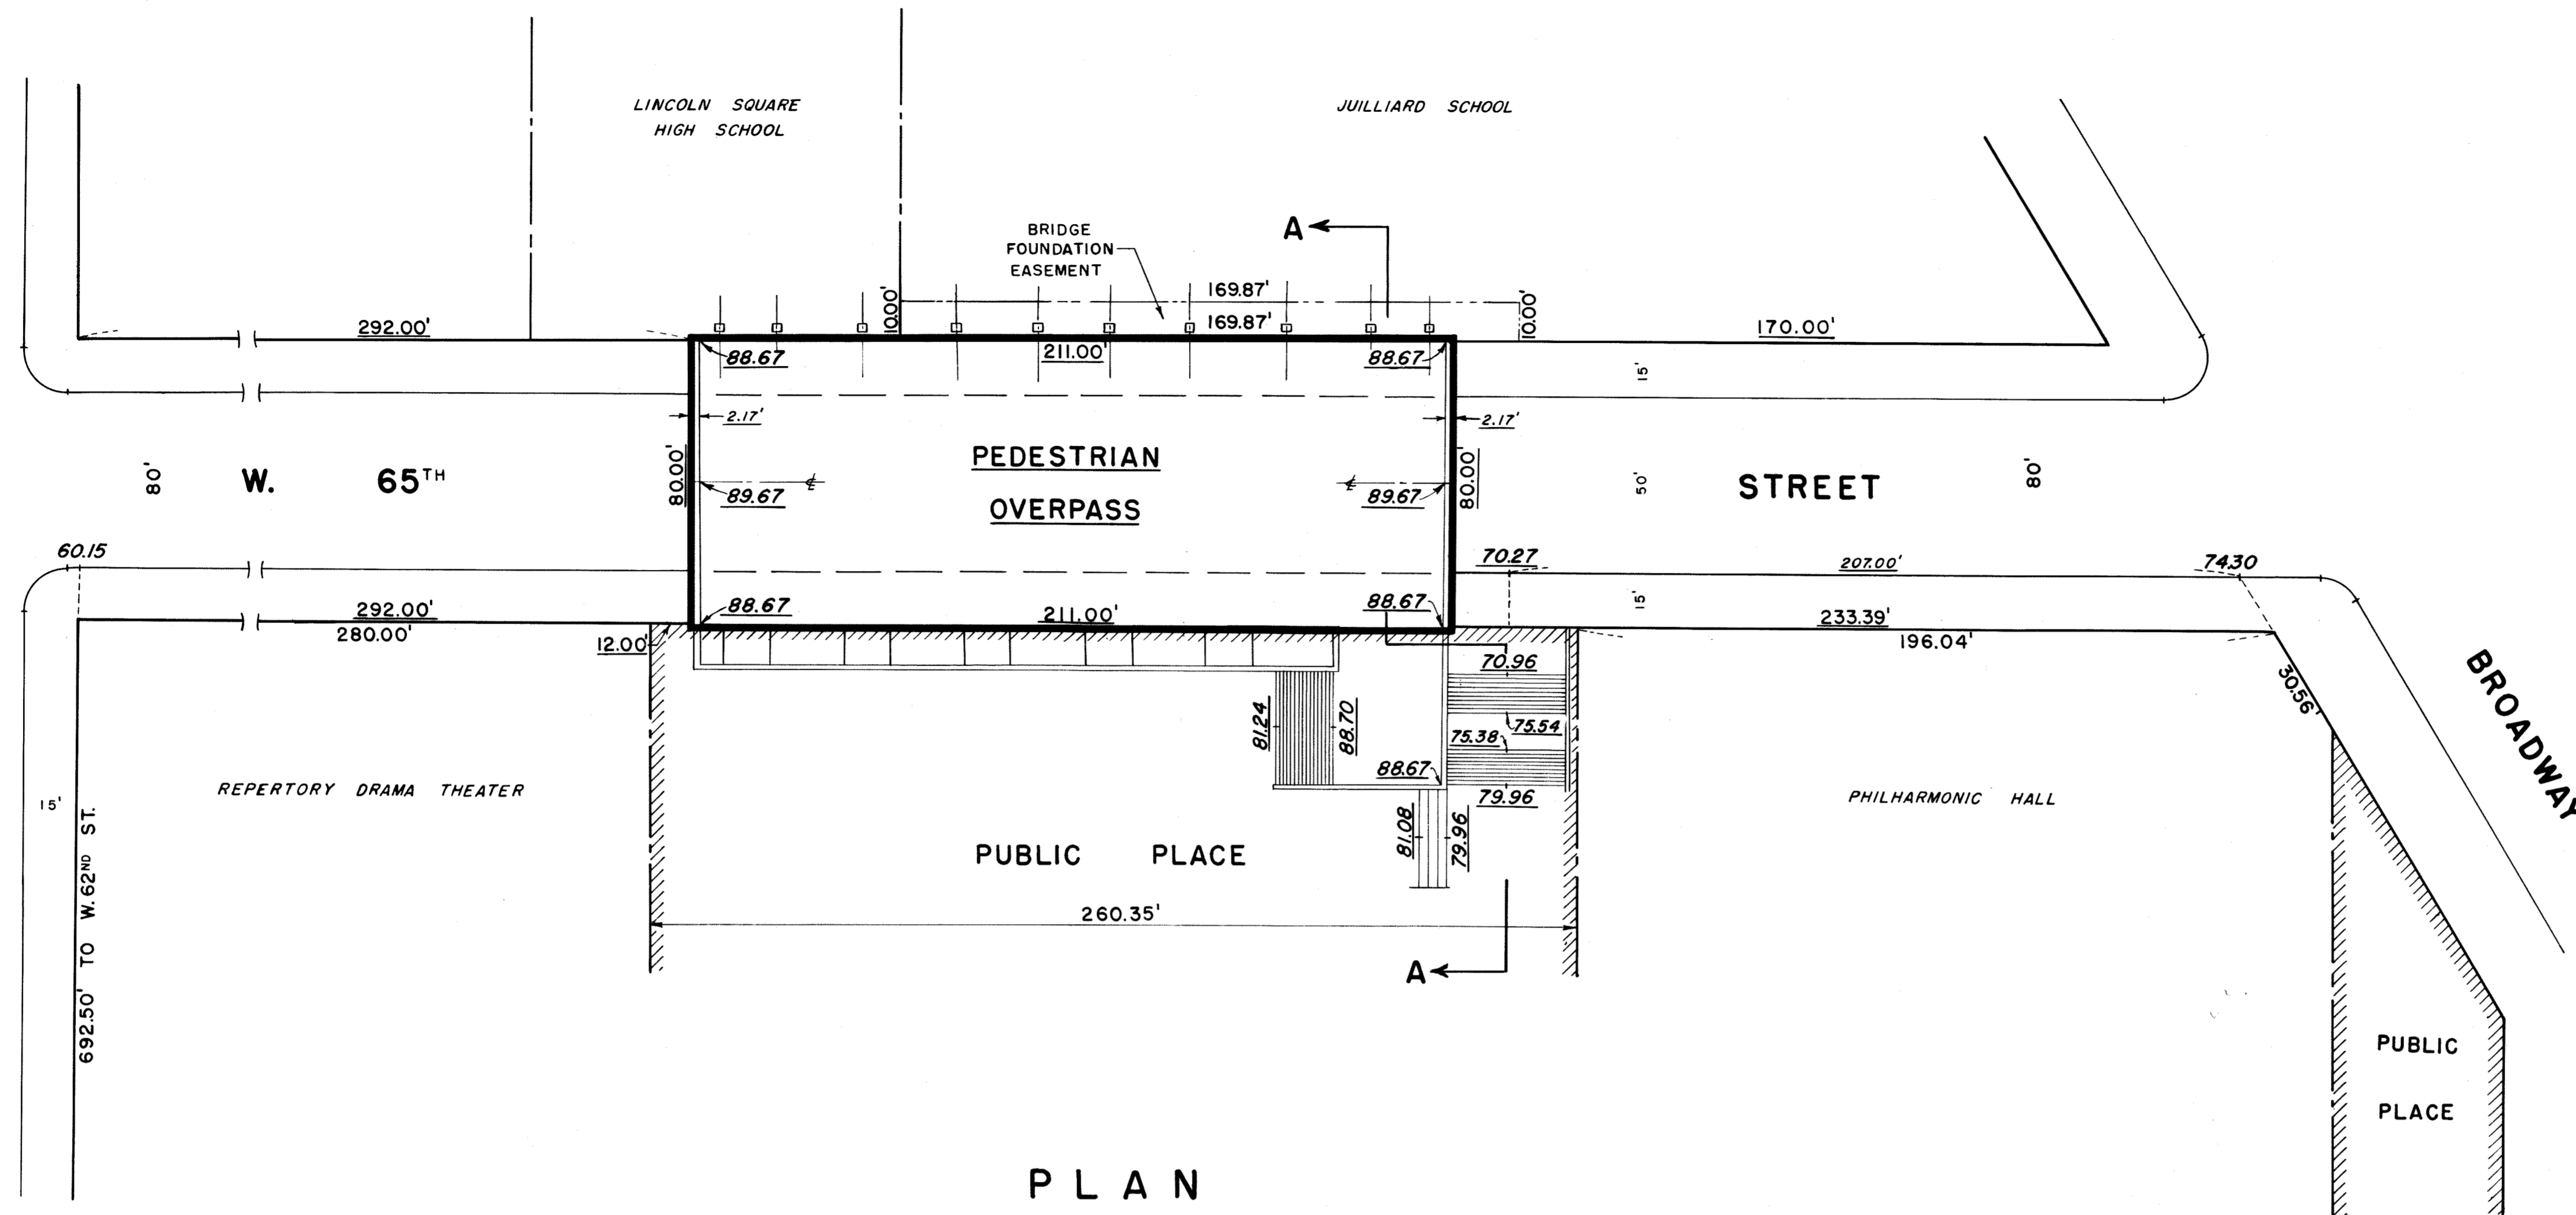 LINCOLN SQUARE
HIGH SCHOOL
JUILLIARD SCHOOL
BRIDGE
FOUNDATION
EASEMENT
A
169.87'
10.00'
10.00'
292.00'
169.87'
170.00'
88.67
211.00'
88.67
15'
2.17'
2.17'
PEDESTRIAN
OVERPASS
80'
W. 65TH
80.00'
89.67
℄
℄
89.67
80.00'
50'
STREET
80'
60.15
70.27
207.00'
74.30
292.00'
280.00'
88.67
211.00'
88.67
15'
233.39'
196.04'
12.00'
70.96
30.56'
BROADWAY
81.24
88.70
75.54
75.38
88.67
79.96
REPERTORY DRAMA THEATER
15'
692.50' TO W. 62ND ST.
PHILHARMONIC HALL
81.08
79.96
PUBLIC PLACE
260.35'
A
PUBLIC
PLACE
PLAN